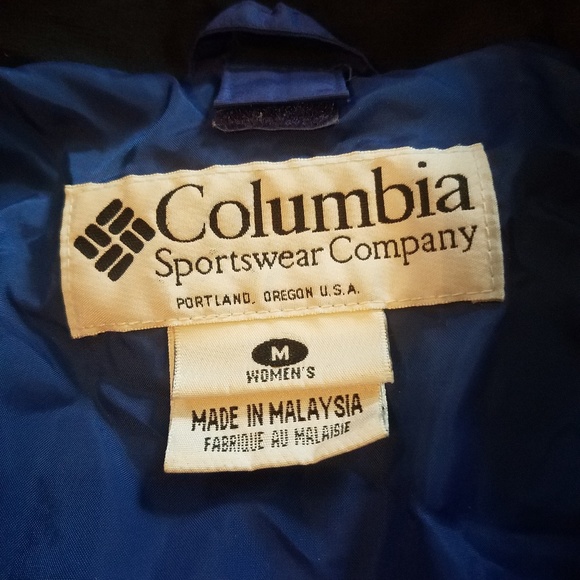 Columbia
Sportswear Company
PORTLAND, OREGON U.S.A.
M
WOMEN'S
MADE IN MALAYSIA
FABRIQUE AU MALAISIE